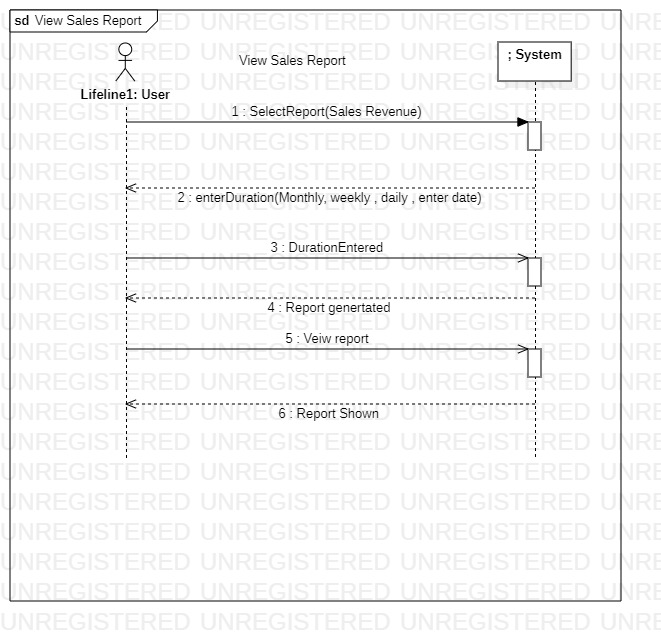 sd View Sales Report
View Sales Report
; System
Lifeline1: User
1 : SelectReport(Sales Revenue)
2 : enterDuration(Monthly, weekly , daily , enter date)
3 : DurationEntered
4 : Report genertated
5 : Veiw report
6 : Report Shown
UNREGISTERED